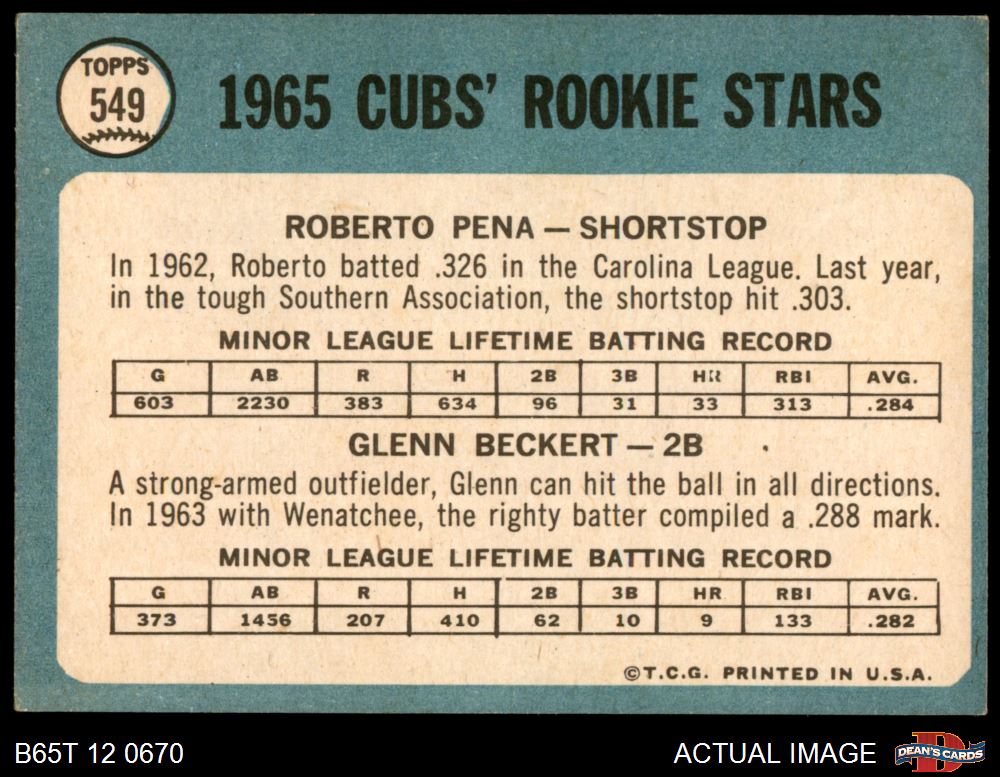 TOPPS
549
1965 CUBS' ROOKIE STARS
ROBERTO PENA — SHORTSTOP
In 1962, Roberto batted .326 in the Carolina League. Last year,
in the tough Southern Association, the shortstop hit .303.
MINOR LEAGUE LIFETIME BATTING RECORD
G AB R H 2B 3B HR RBI AVG.
603 2230 383 634 96 31 33 313 .284
GLENN BECKERT — 2B
A strong-armed outfielder, Glenn can hit the ball in all directions.
In 1963 with Wenatchee, the righty batter compiled a .288 mark.
MINOR LEAGUE LIFETIME BATTING RECORD
G AB R H 2B 3B HR RBI AVG.
373 1456 207 410 62 10 9 133 .282
©T.C.G. PRINTED IN U.S.A.
B65T 12 0670 ACTUAL IMAGE D DEAN'S CARDS